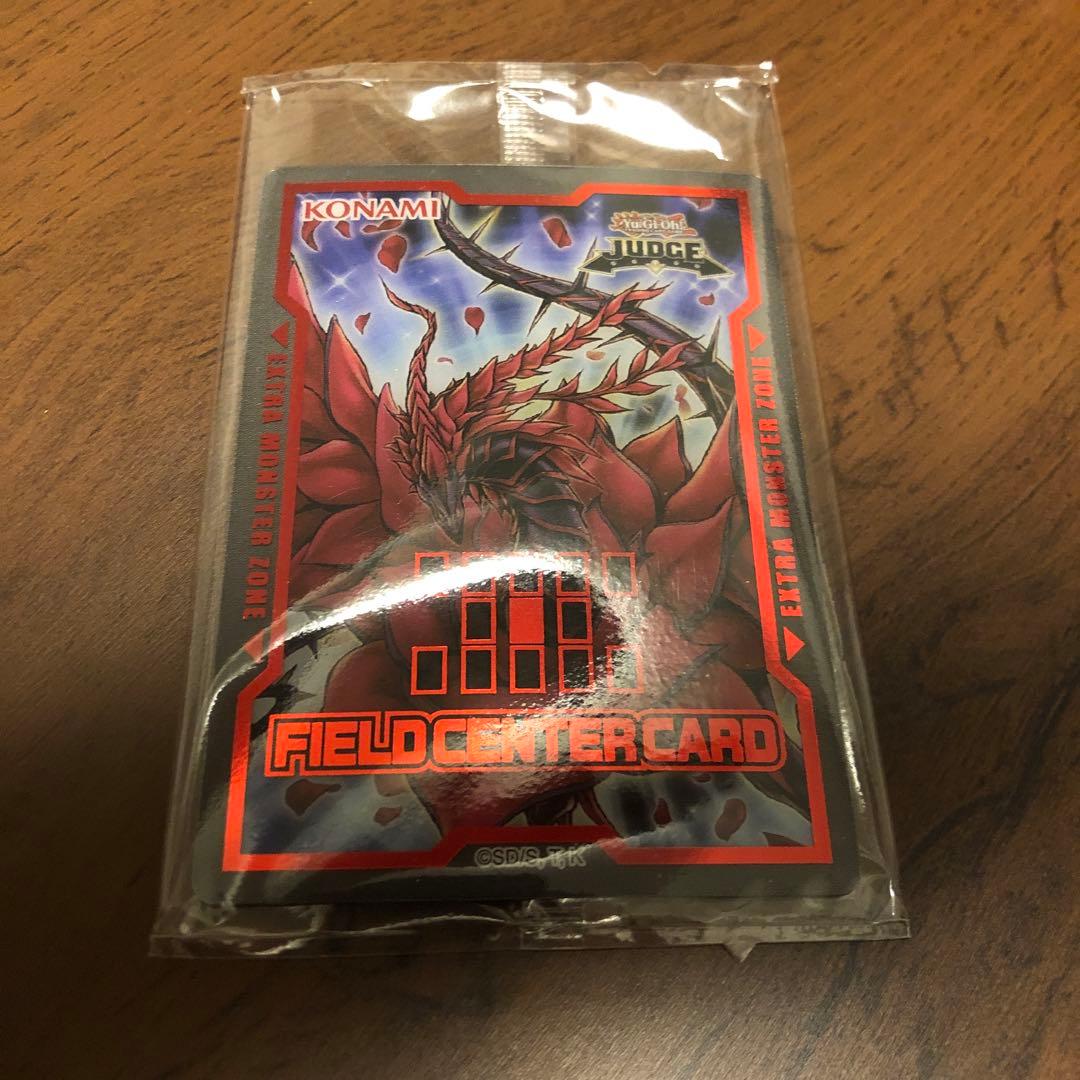 KONAMI
Yu-Gi-Oh!
JUDGE
EXTRA MONSTER ZONE
EXTRA MONSTER ZONE
FIELD CENTER CARD
©SD/S, T, K